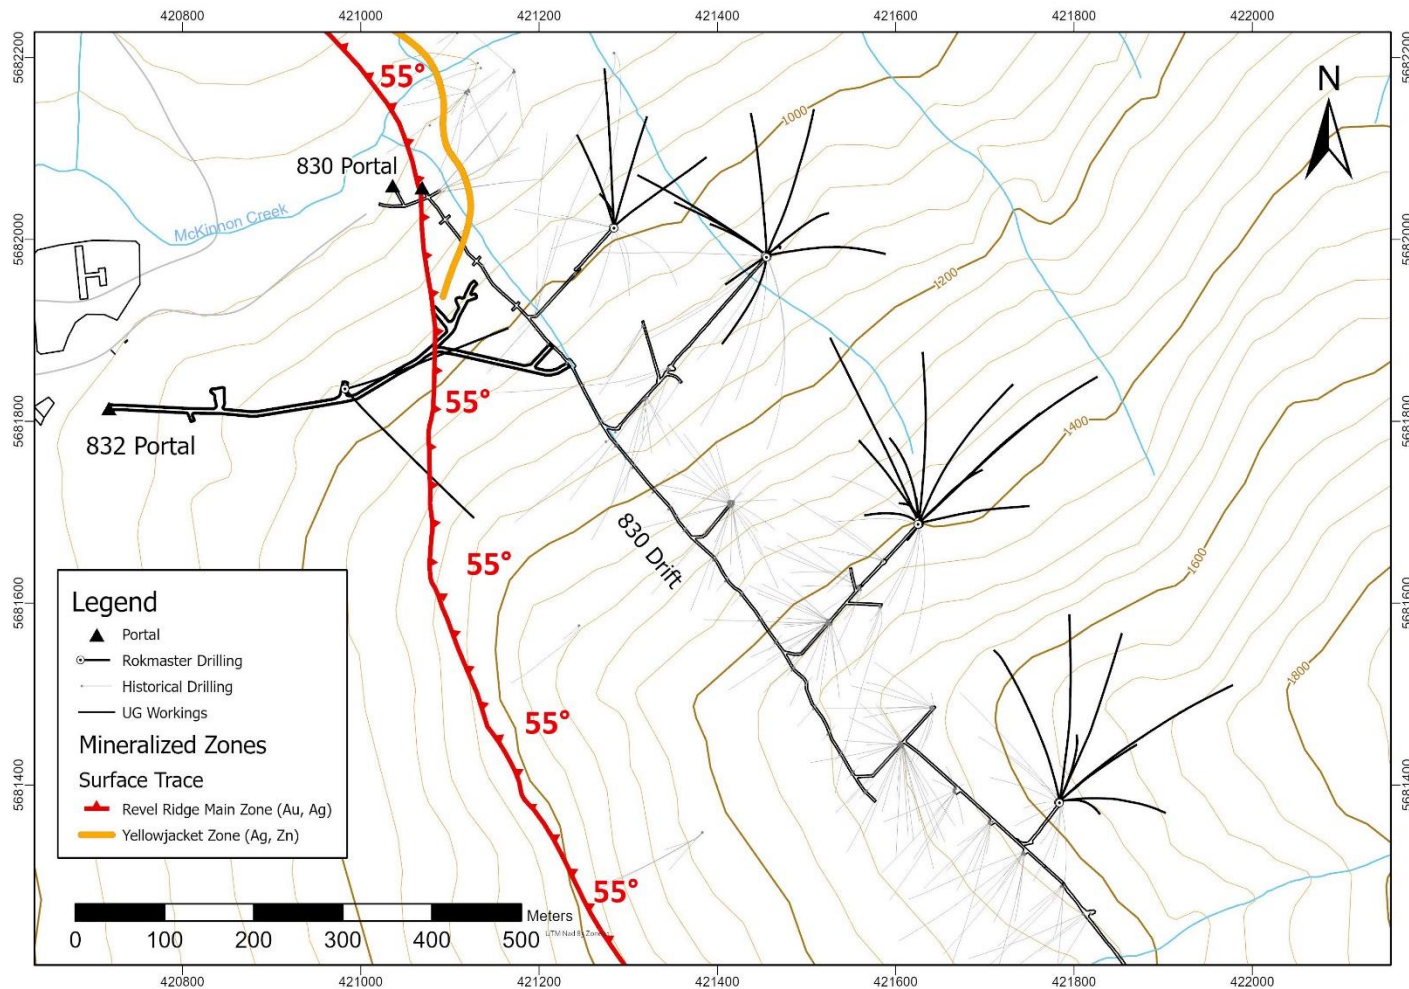 420800 421000 421200 421400 421600 421800 422000
5682200
5682200
55°
N
1000
830 Portal
McKinnon Creek
5682000
5682000
1200
55°
5681800
5681800
1400
832 Portal
830 Drift
55°
1600
5681600
5681600
Legend
Portal
Rokmaster Drilling
Historical Drilling
UG Workings
Mineralized Zones
Surface Trace
Revel Ridge Main Zone (Au, Ag)
Yellowjacket Zone (Ag, Zn)
55°
1800
5681400
5681400
55°
Meters
0 100 200 300 400 500
420800 421000 421200 421400 421600 421800 422000